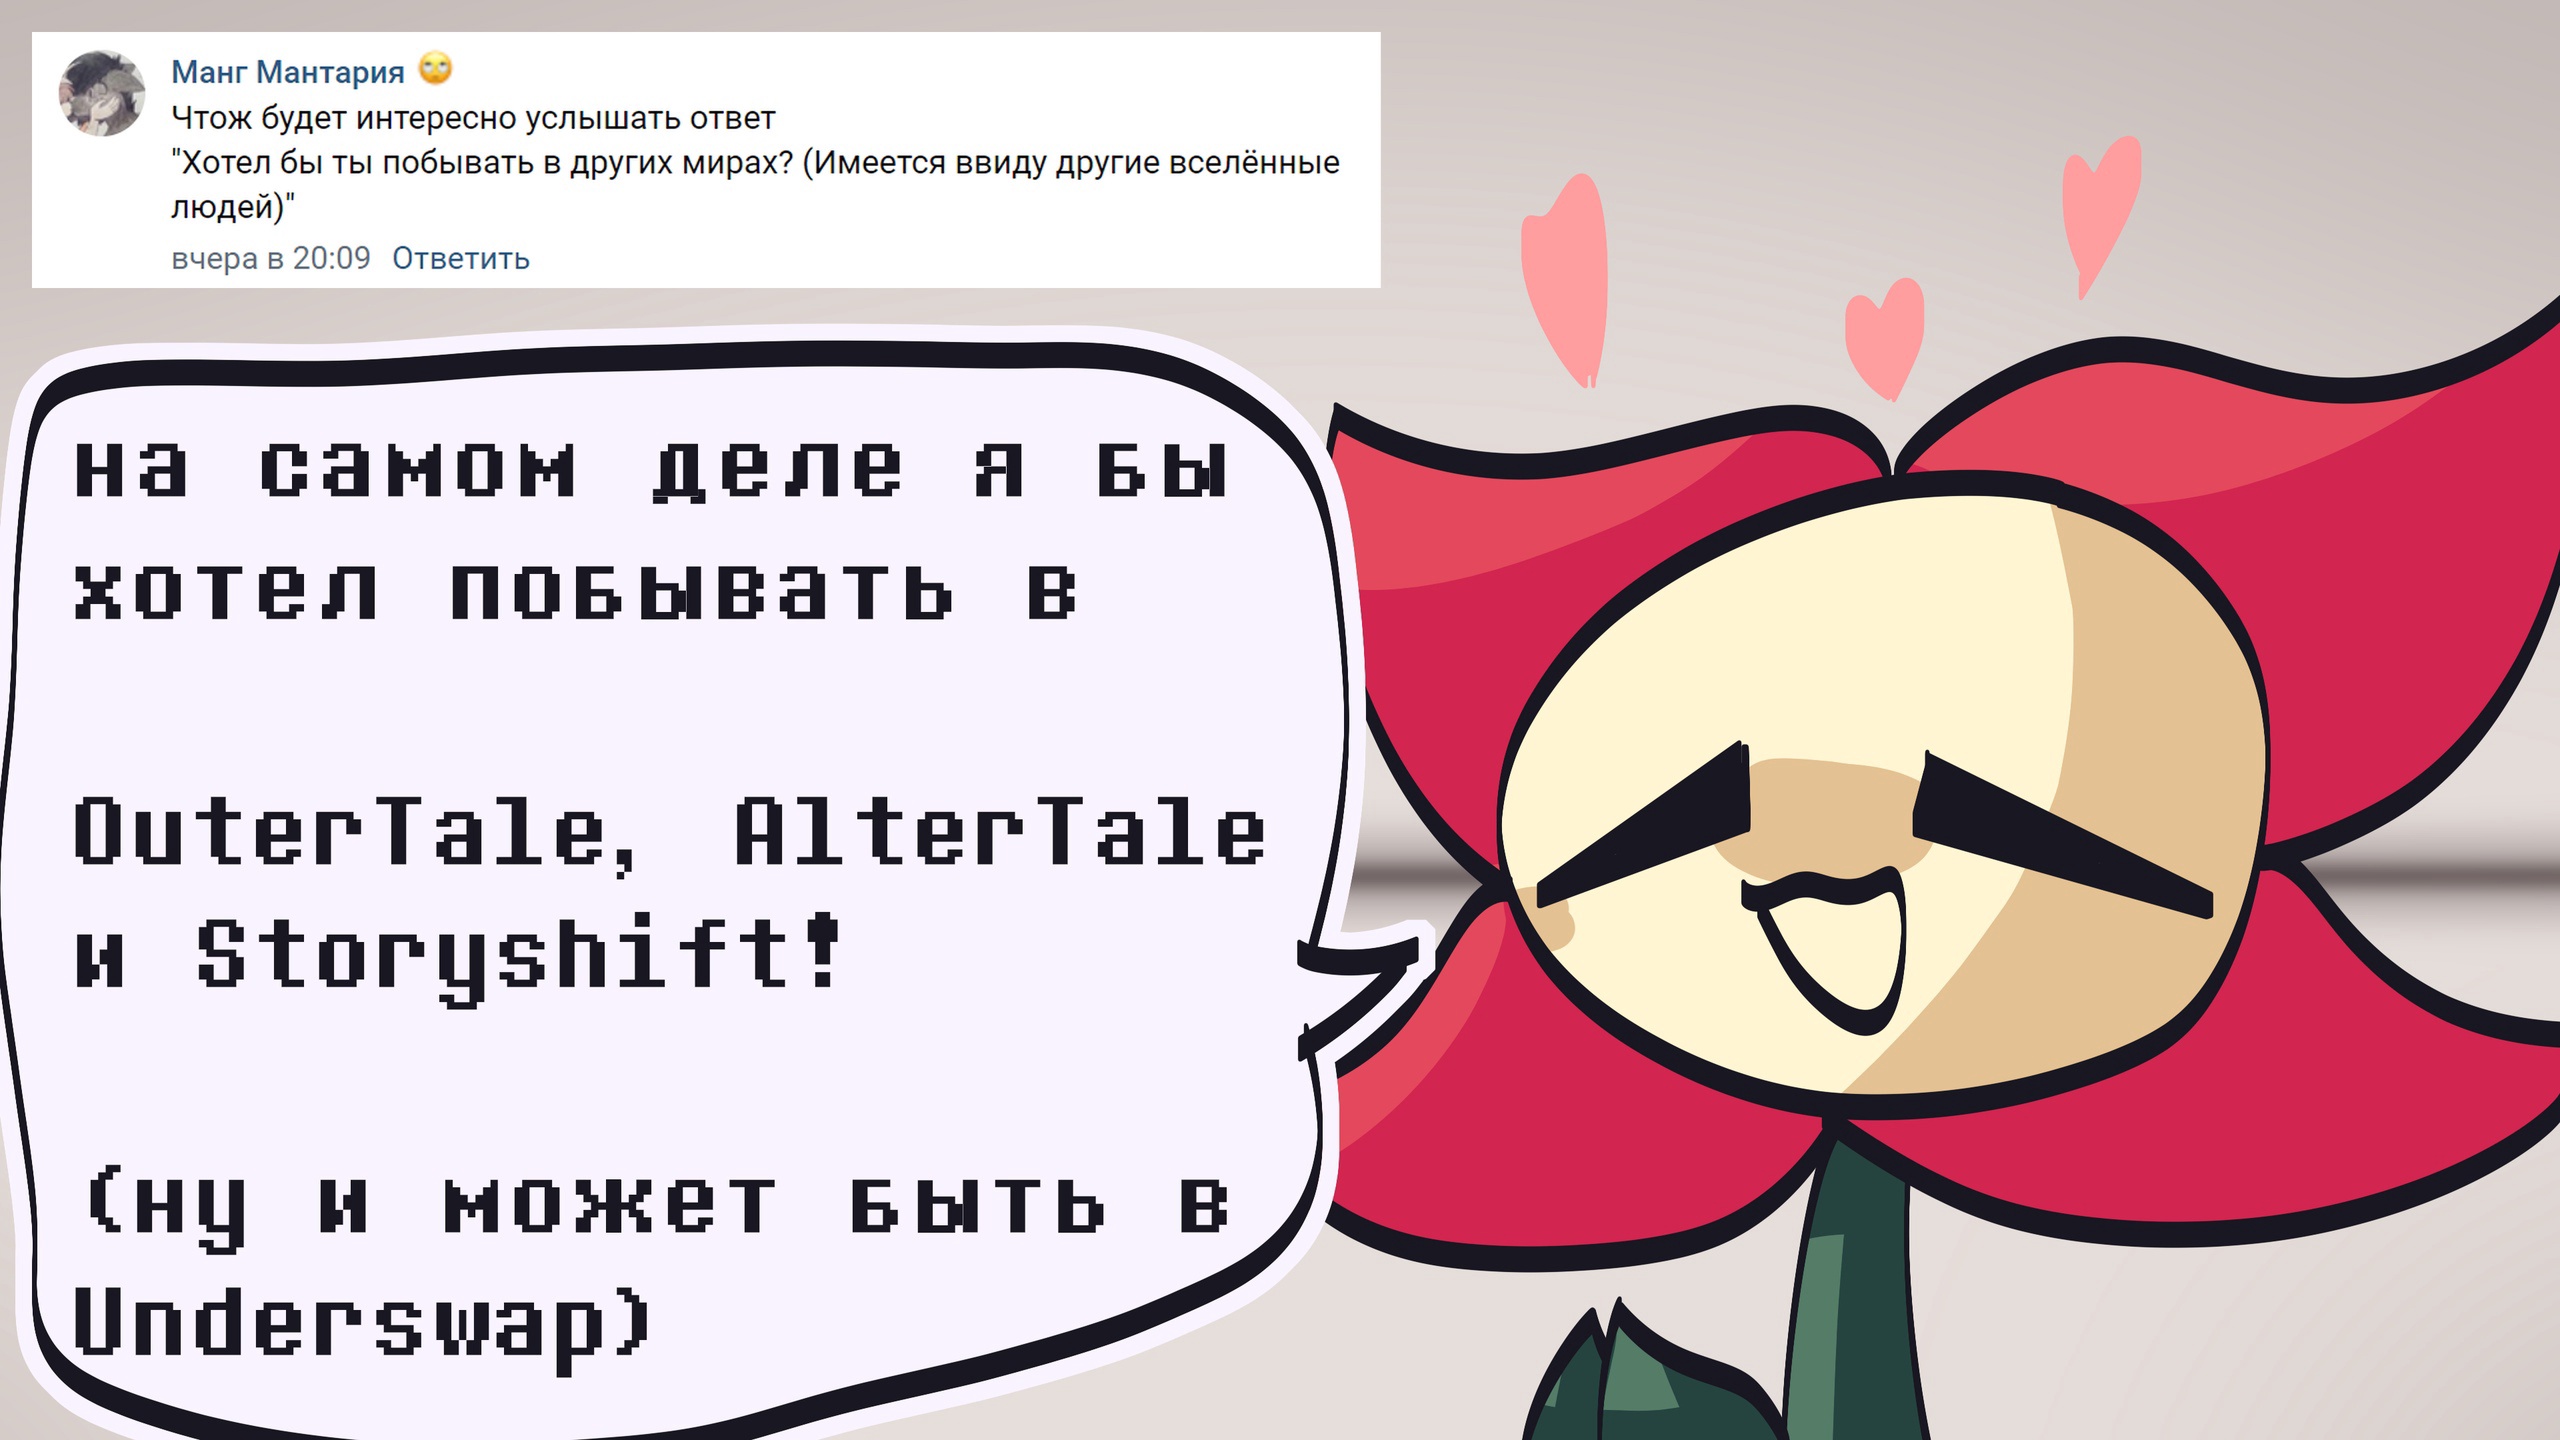 Манг Мантария
Чтож будет интересно услышать ответ
"Хотел бы ты побывать в других мирах? (Имеется ввиду другие вселённые
людей)"
вчера в 20:09 Ответить
на самом деле я бы
хотел побывать в
OuterTale, AlterTale
и Storyshift!
(ну и может быть в
Underswap)